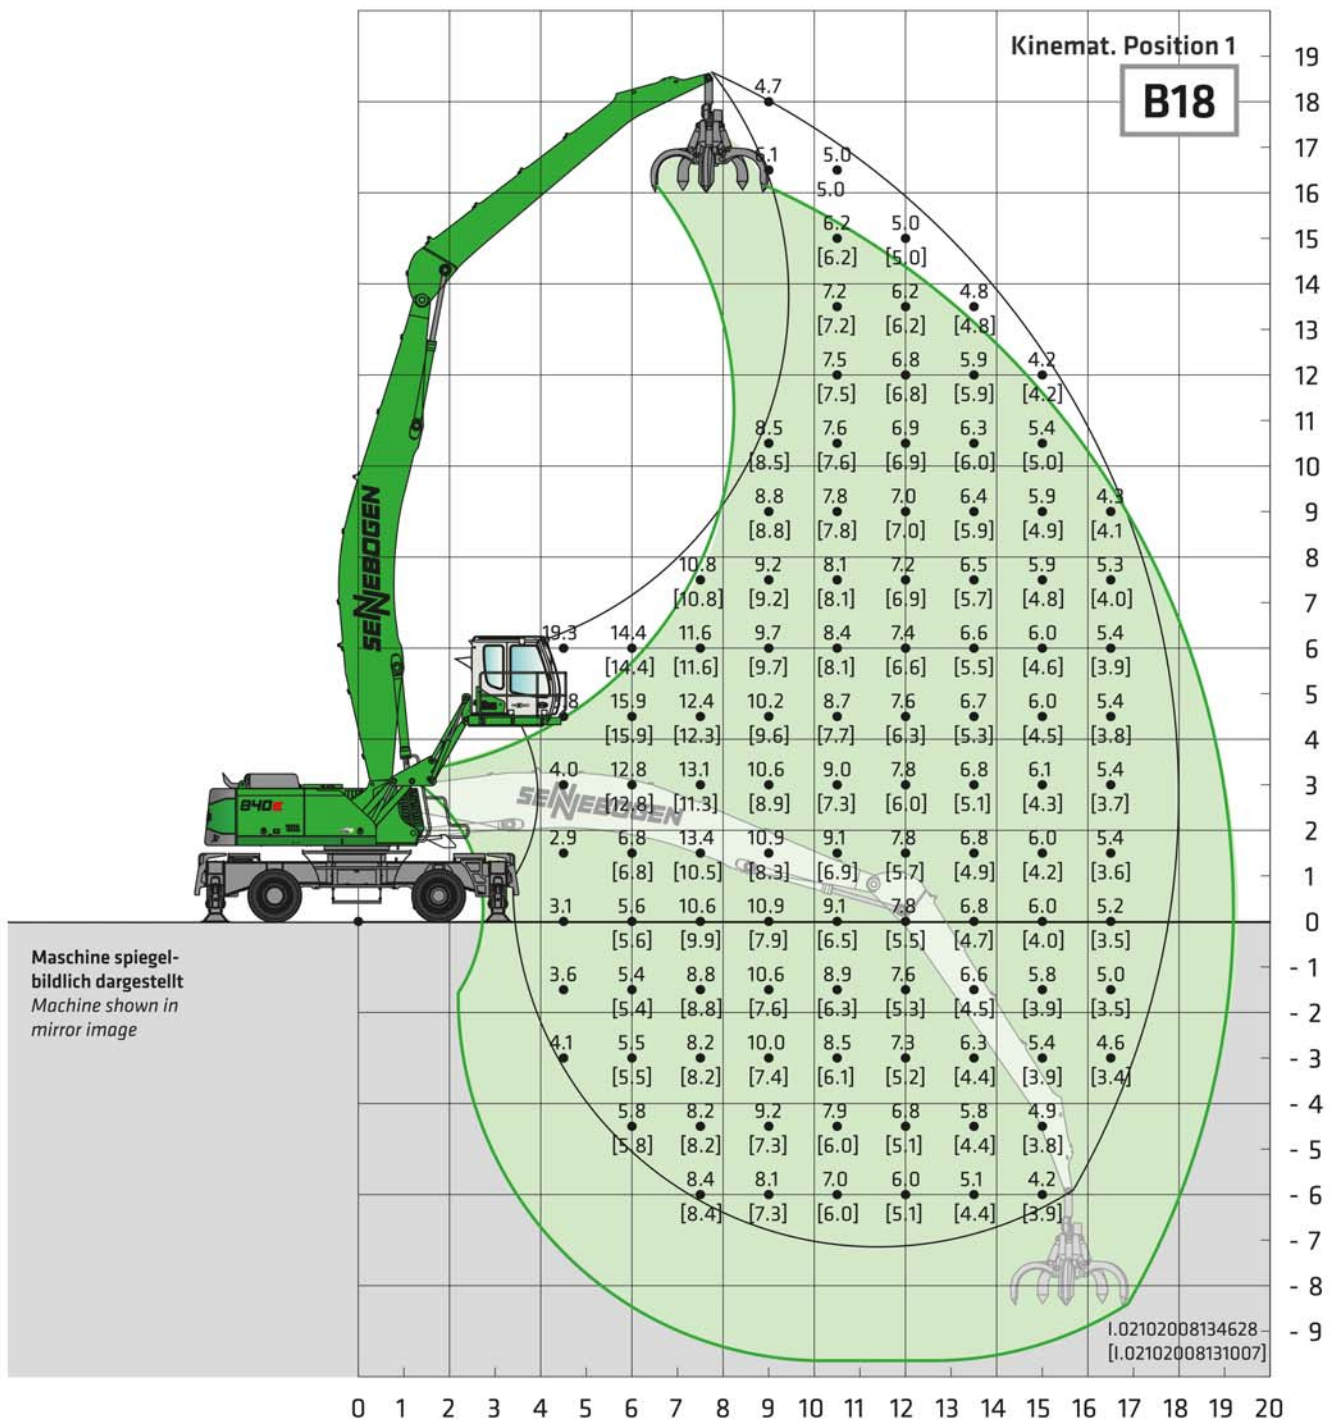 Kinemat. Position 1
B18
19
4.7
18
17
6.1 5.0
5.0
16
6.2 5.0
15
[6.2] [5.0]
14
7.2 6.2 4.8
[7.2] [6.2] [4.8]
13
7.5 6.8 5.9 4.2
12
[7.5] [6.8] [5.9] [4.2]
11
8.5 7.6 6.9 6.3 5.4
[8.5] [7.6] [6.9] [6.0] [5.0]
10
8.8 7.8 7.0 6.4 5.9 4.3
9
[8.8] [7.8] [7.0] [5.9] [4.9] [4.1
8
10.8 9.2 8.1 7.2 6.5 5.9 5.3
[10.8] [9.2] [8.1] [6.9] [5.7] [4.8] [4.0]
7
SENNEBOGEN
19.3 14.4 11.6 9.7 8.4 7.4 6.6 6.0 5.4
6
[14.4] [11.6] [9.7] [8.1] [6.6] [5.5] [4.6] [3.9]
5
15.9 12.4 10.2 8.7 7.6 6.7 6.0 5.4
[15.9] [12.3] [9.6] [7.7] [6.3] [5.3] [4.5] [3.8]
4
4.0 12.8 13.1 10.6 9.0 7.8 6.8 6.1 5.4
3
840E
SENNEBOGEN
[12.8] [11.3] [8.9] [7.3] [6.0] [5.1] [4.3] [3.7]
2
2.9 6.8 13.4 10.9 9.1 7.8 6.8 6.0 5.4
[6.8] [10.5] [8.3] [6.9] [5.7] [4.9] [4.2] [3.6]
1
3.1 5.6 10.6 10.9 9.1 7.8 6.8 6.0 5.2
0
[5.6] [9.9] [7.9] [6.5] [5.5] [4.7] [4.0] [3.5]
Maschine spiegel-
bildlich dargestellt
Machine shown in
mirror image
- 1
3.6 5.4 8.8 10.6 8.9 7.6 6.6 5.8 5.0
[5.4] [8.8] [7.6] [6.3] [5.3] [4.5] [3.9] [3.5]
- 2
4.1 5.5 8.2 10.0 8.5 7.3 6.3 5.4 4.6
- 3
[5.5] [8.2] [7.4] [6.1] [5.2] [4.4] [3.9] [3.4]
- 4
5.8 8.2 9.2 7.9 6.8 5.8 4.9
[5.8] [8.2] [7.3] [6.0] [5.1] [4.4] [3.8]
- 5
8.4 8.1 7.0 6.0 5.1 4.2
- 6
[8.4] [7.3] [6.0] [5.1] [4.4] [3.9]
- 7
- 8
I.02102008134628
- 9
[I.02102008131007]
0 1 2 3 4 5 6 7 8 9 10 11 12 13 14 15 16 17 18 19 20